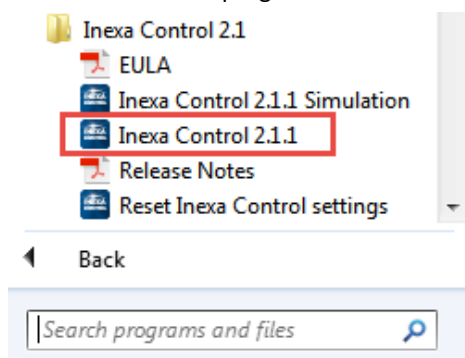 Inexa Control 2.1
EULA
Inexa Control 2.1.1 Simulation
Inexa Control 2.1.1
Release Notes
Reset Inexa Control settings
Back
Search programs and files